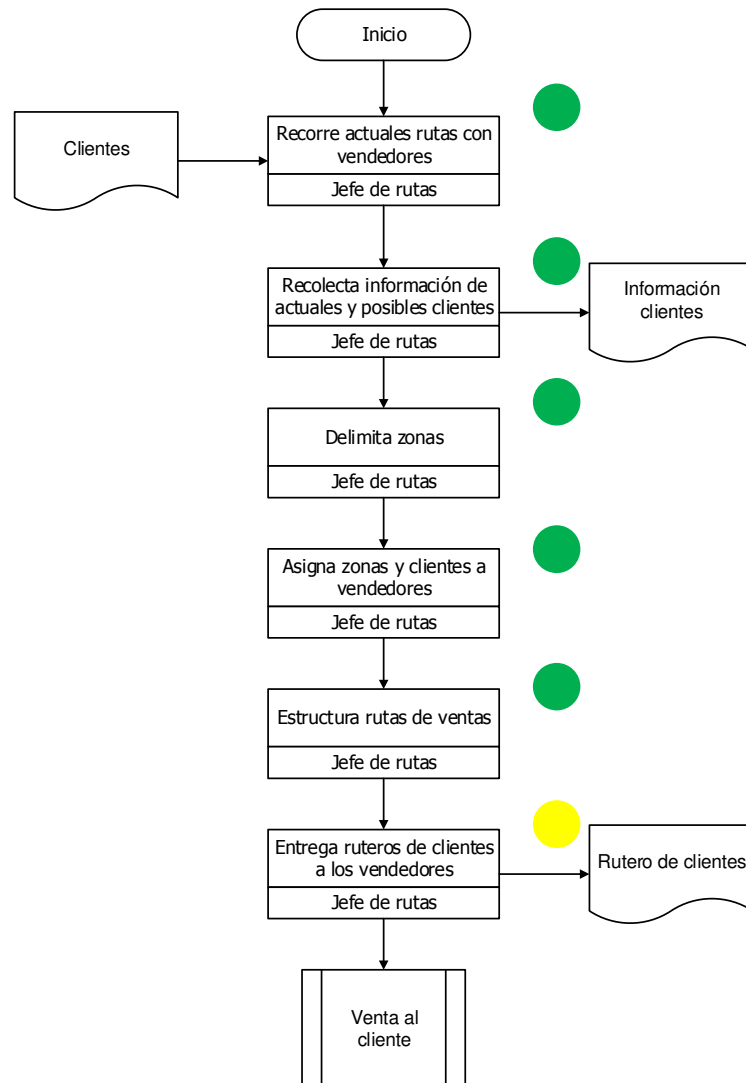 Inicio
Clientes
Recorre actuales rutas con
vendedores
Jefe de rutas
Recolecta información de
actuales y posibles clientes
Jefe de rutas
Información
clientes
Delimita zonas
Jefe de rutas
Asigna zonas y clientes a
vendedores
Jefe de rutas
Estructura rutas de ventas
Jefe de rutas
Entrega ruteros de clientes
a los vendedores
Jefe de rutas
Rutero de clientes
Venta al
cliente